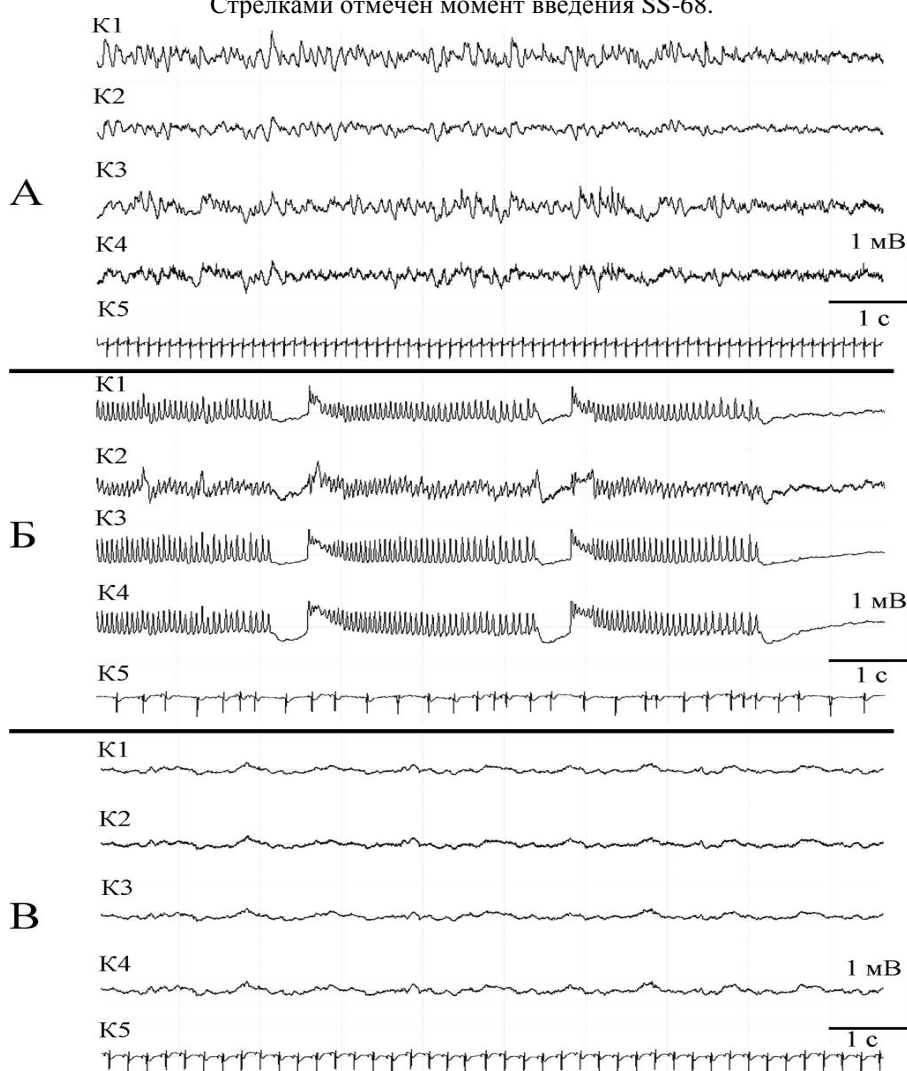 Стрелками отмечен момент введения SS-68.
К1
К2
А
К3
К4
1 мВ
К5
1 с
К1
К2
Б
К3
К4
1 мВ
К5
1 с
К1
К2
К3
В
К4
1 мВ
К5
1 с